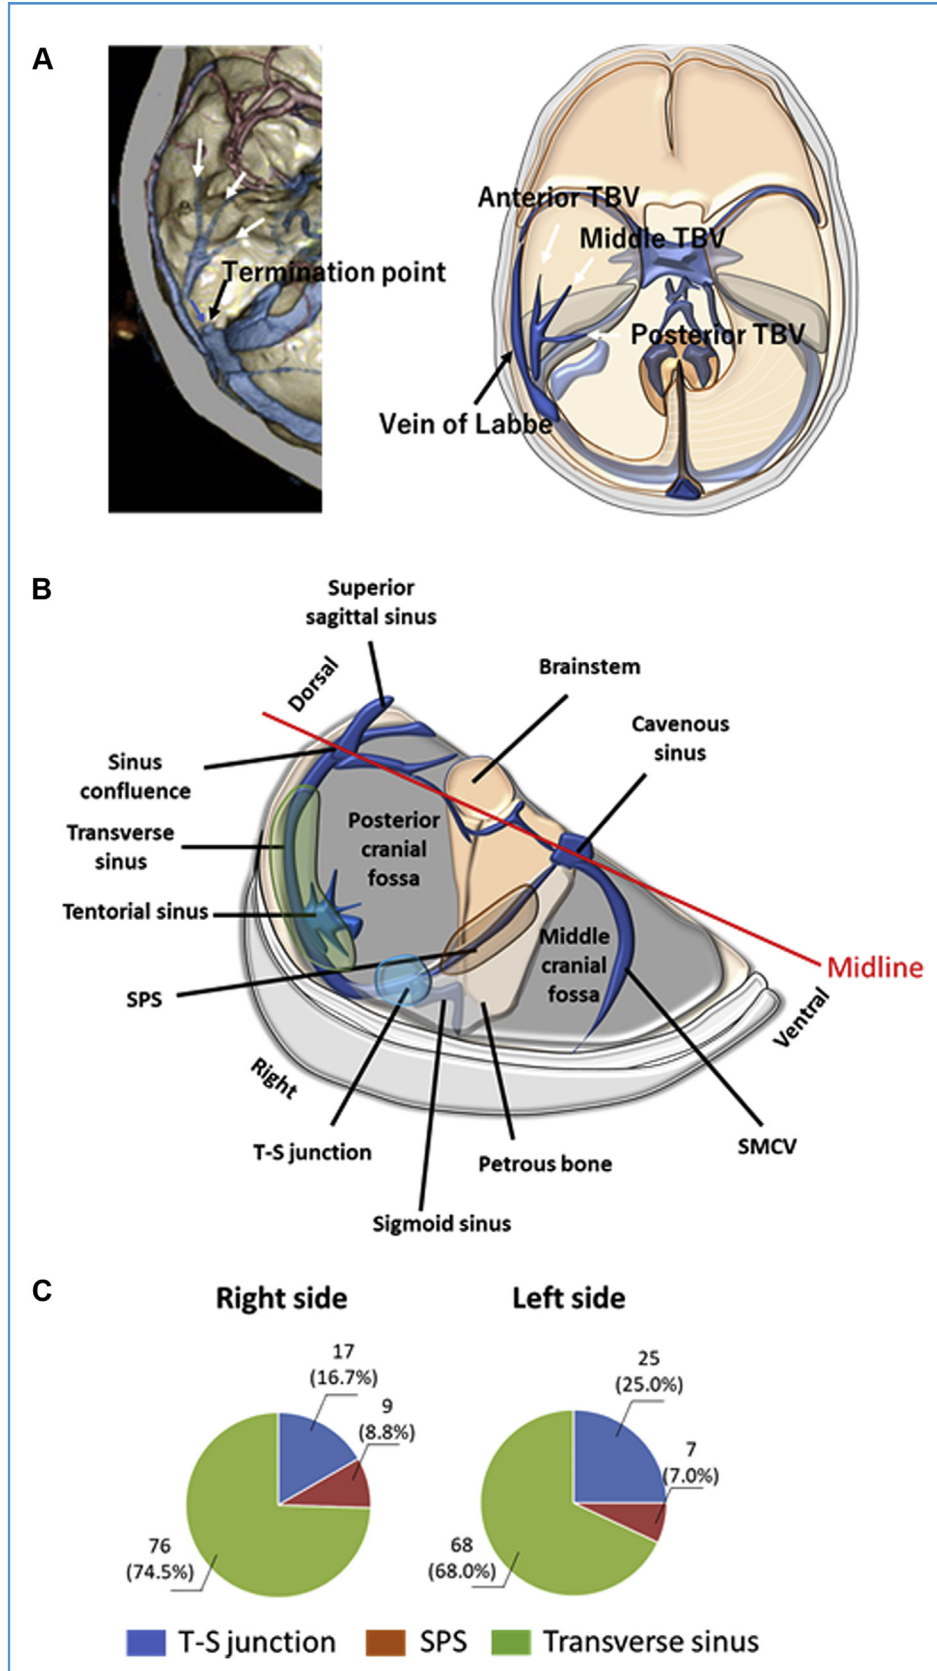 A
Anterior TBV
Middle TBV
Termination point
Posterior TBV
Vein of Labbe
B
Superior
sagittal sinus
Dorsal
Brainstem
Cavenous
sinus
Sinus
confluence
Transverse
sinus
Posterior
cranial
fossa
Tentorial sinus
Middle
cranial
fossa
Midline
SPS
Ventral
Right
T-S junction
Petrous bone
SMCV
Sigmoid sinus
C
Right side
Left side
17
(16.7%)
9
(8.8%)
76
(74.5%)
25
(25.0%)
7
(7.0%)
68
(68.0%)
T-S junction
SPS
Transverse sinus